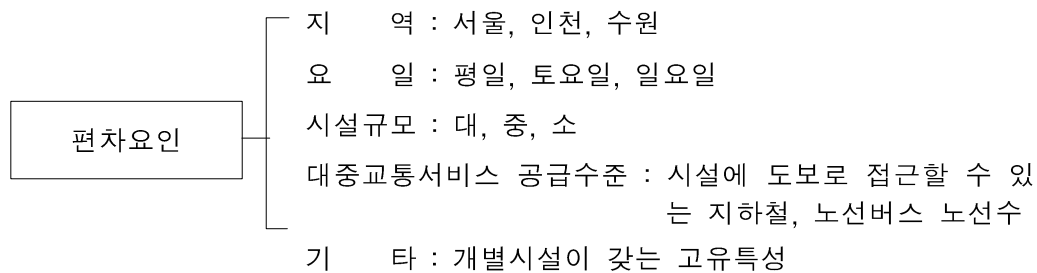 지 역 : 서울, 인천, 수원
요 일 : 평일, 토요일, 일요일
편차요인
시설규모 : 대, 중, 소
대중교통서비스 공급수준 : 시설에 도보로 접근할 수 있
는 지하철, 노선버스 노선수
기 타 : 개별시설이 갖는 고유특성